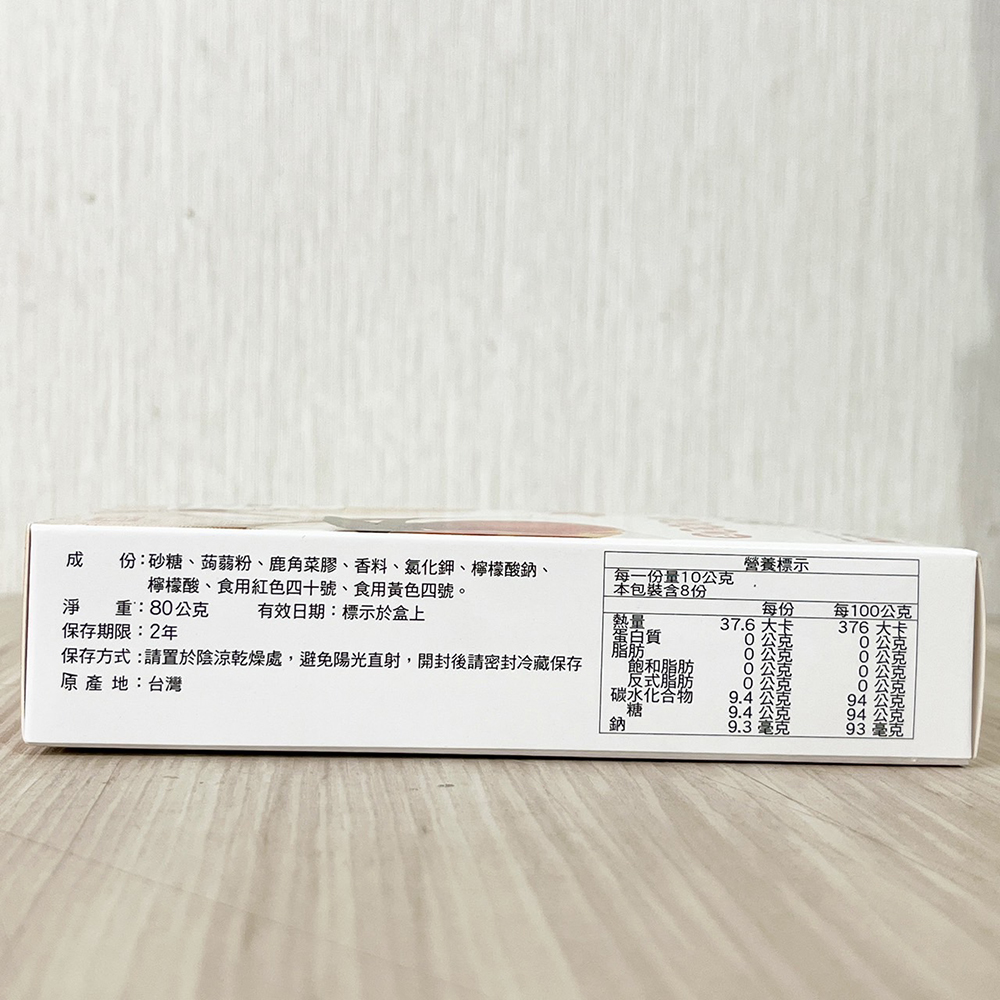 成　　份：砂糖、蒟蒻粉、鹿角菜膠、香料、氯化鉀、檸檬酸鈉、
檸檬酸、食用紅色四十號、食用黃色四號。
淨　　重：80公克　　有效日期：標示於盒上
保存期限：2年
保存方式：請置於陰涼乾燥處，避免陽光直射，開封後請密封冷藏保存
原 產 地：台灣
營養標示
每一份量10公克
本包裝含8份
每份　每100公克
熱量　37.6 大卡　376 大卡
蛋白質　0 公克　0 公克
脂肪　0 公克　0 公克
飽和脂肪　0 公克　0 公克
反式脂肪　0 公克　0 公克
碳水化合物　9.4 公克　94 公克
糖　9.4 公克　94 公克
鈉　9.3 毫克　93 毫克